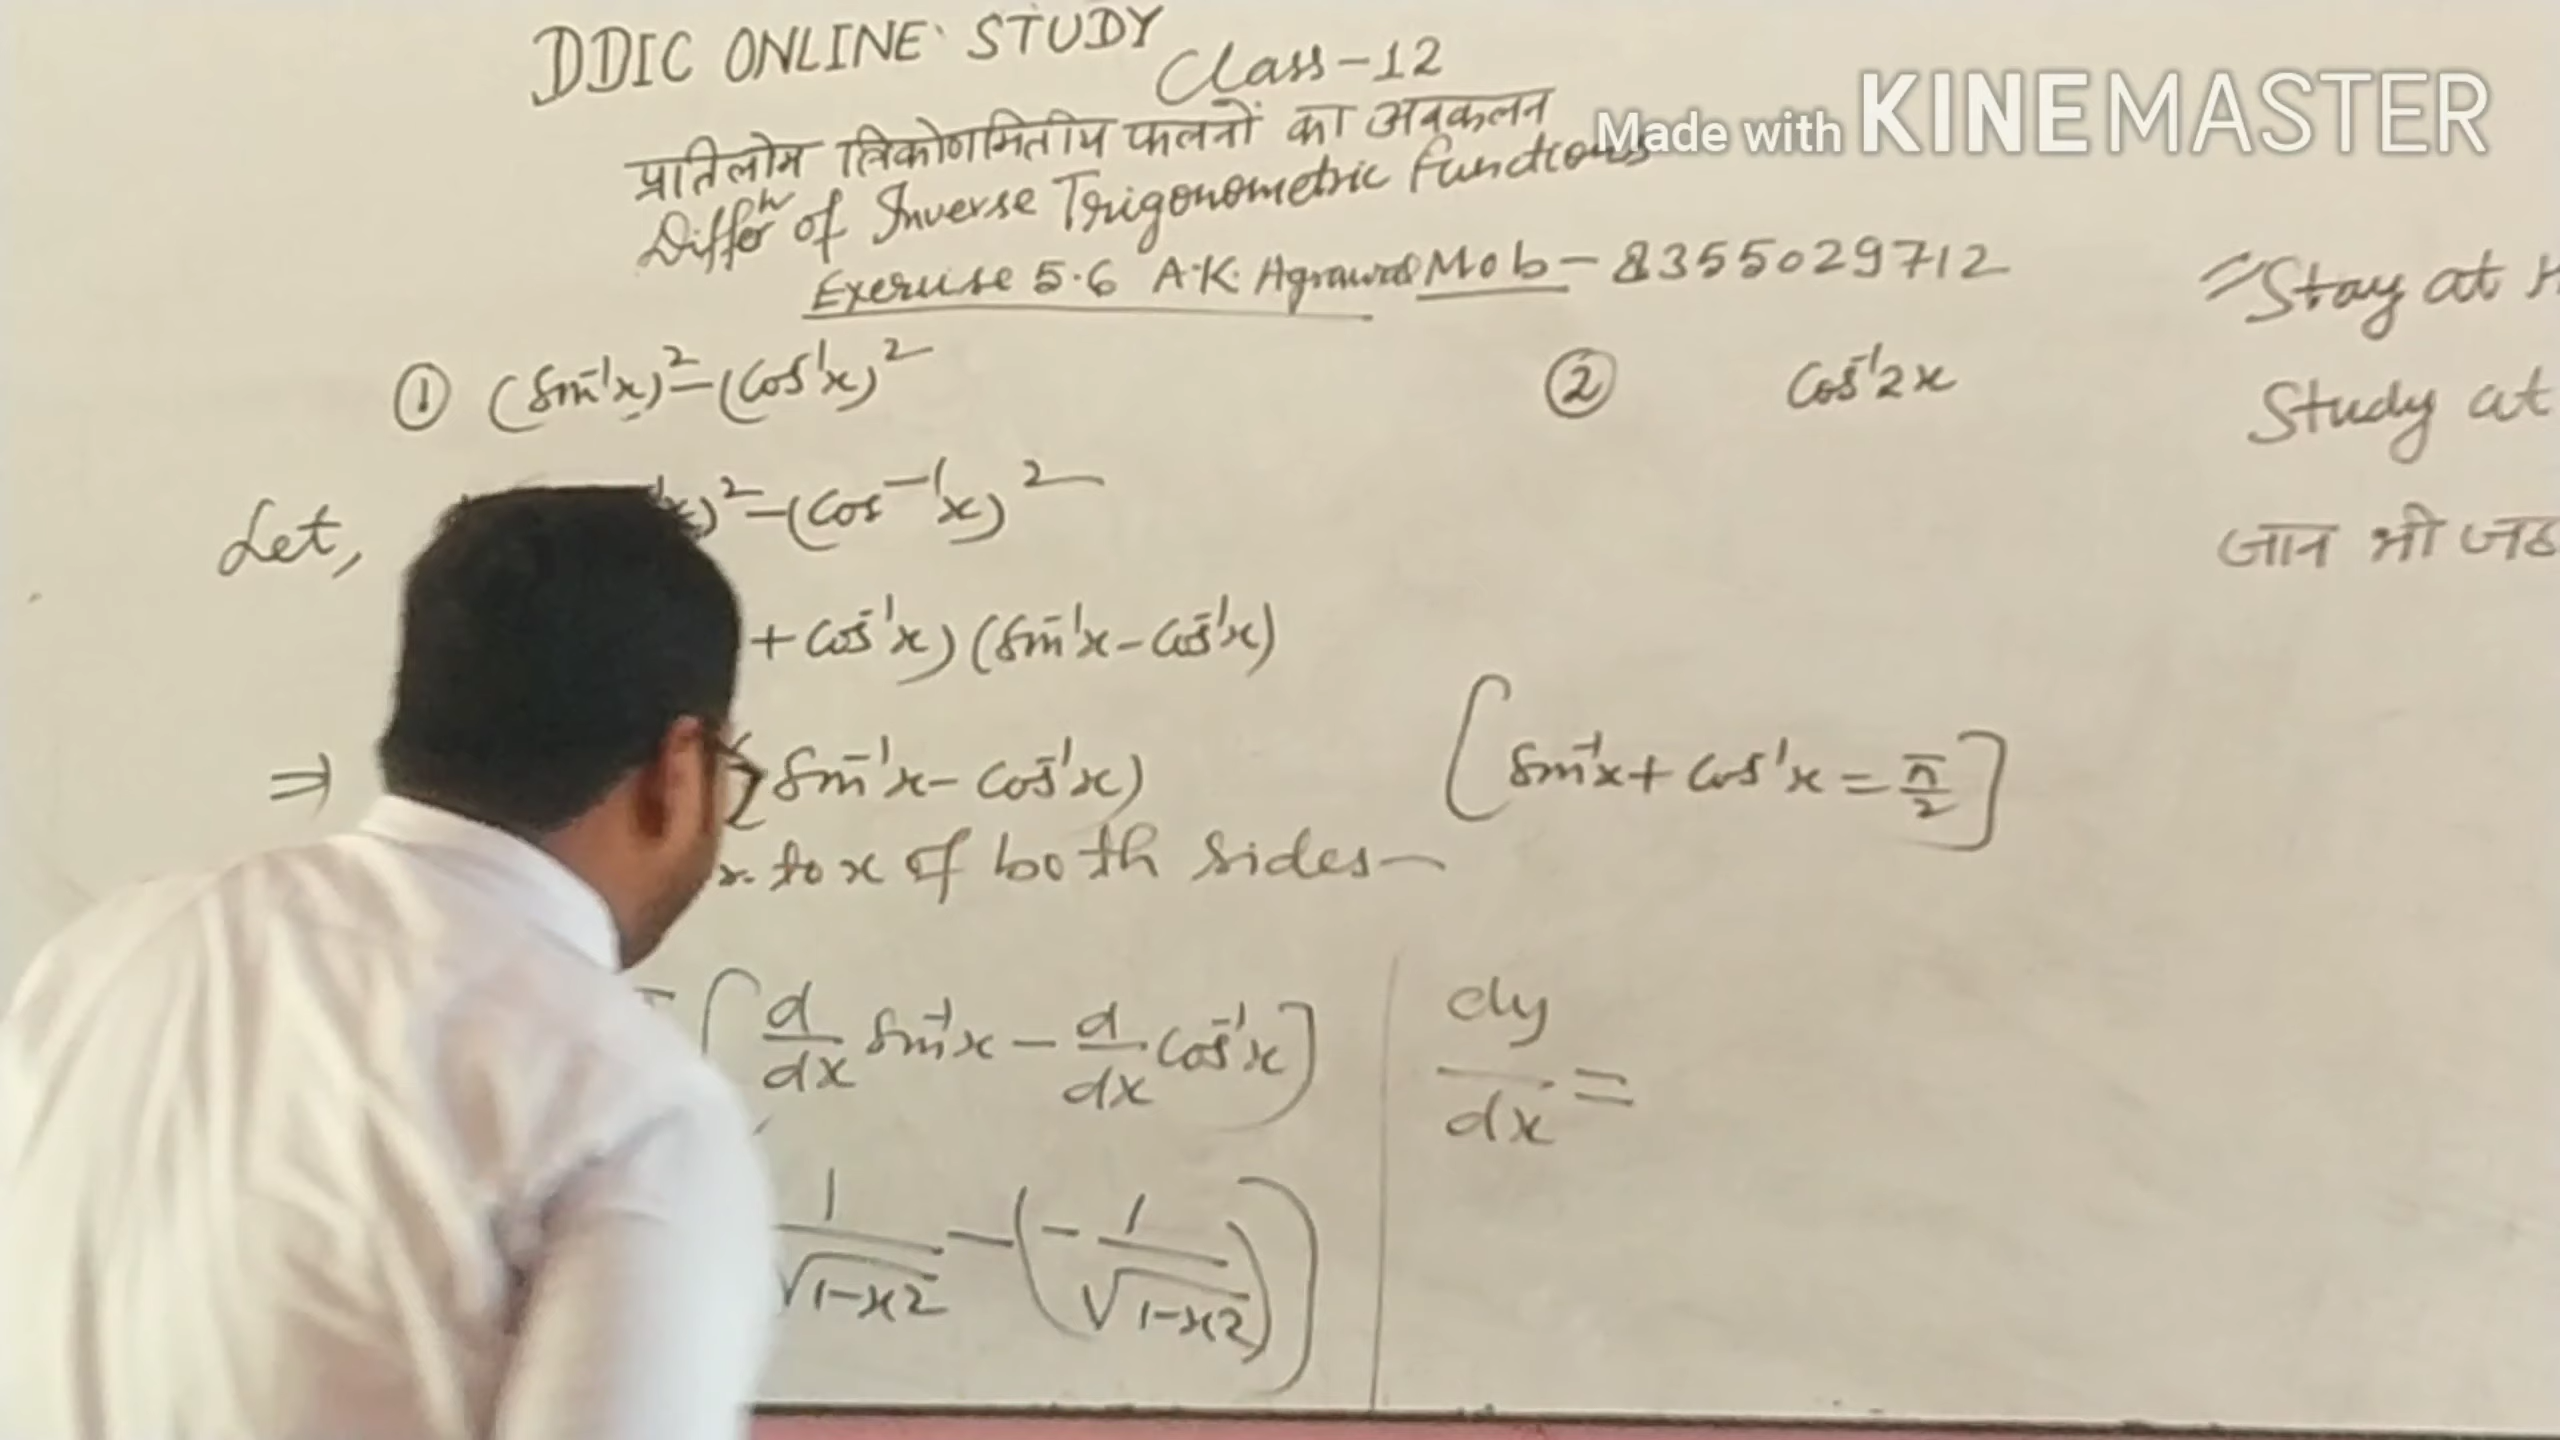 DDIC ONLINE STUDY
Class-12
Made with KINEMASTER
प्रतिलोम त्रिकोणमितीय फलनों का अवकलन
Diffeⁿ of Inverse Trigonometric functions
Exercise 5.6 A.K. Agrawal Mob - 8355029712
① (Sin⁻¹x)² - (Cos⁻¹x)²
② Cos⁻¹2x
Stay at
Study at
जान भी
Let, )² - (Cos⁻¹x)²
+ Cos⁻¹x) (Sin⁻¹x - Cos⁻¹x)
⇒ Sin⁻¹x - Cos⁻¹x)
[Sin⁻¹x + Cos⁻¹x = π/2]
to x of both sides-
[d/dx Sin⁻¹x - d/dx Cos⁻¹x]
dy/dx =
1/√1-x2 - (-1/√1-x2))